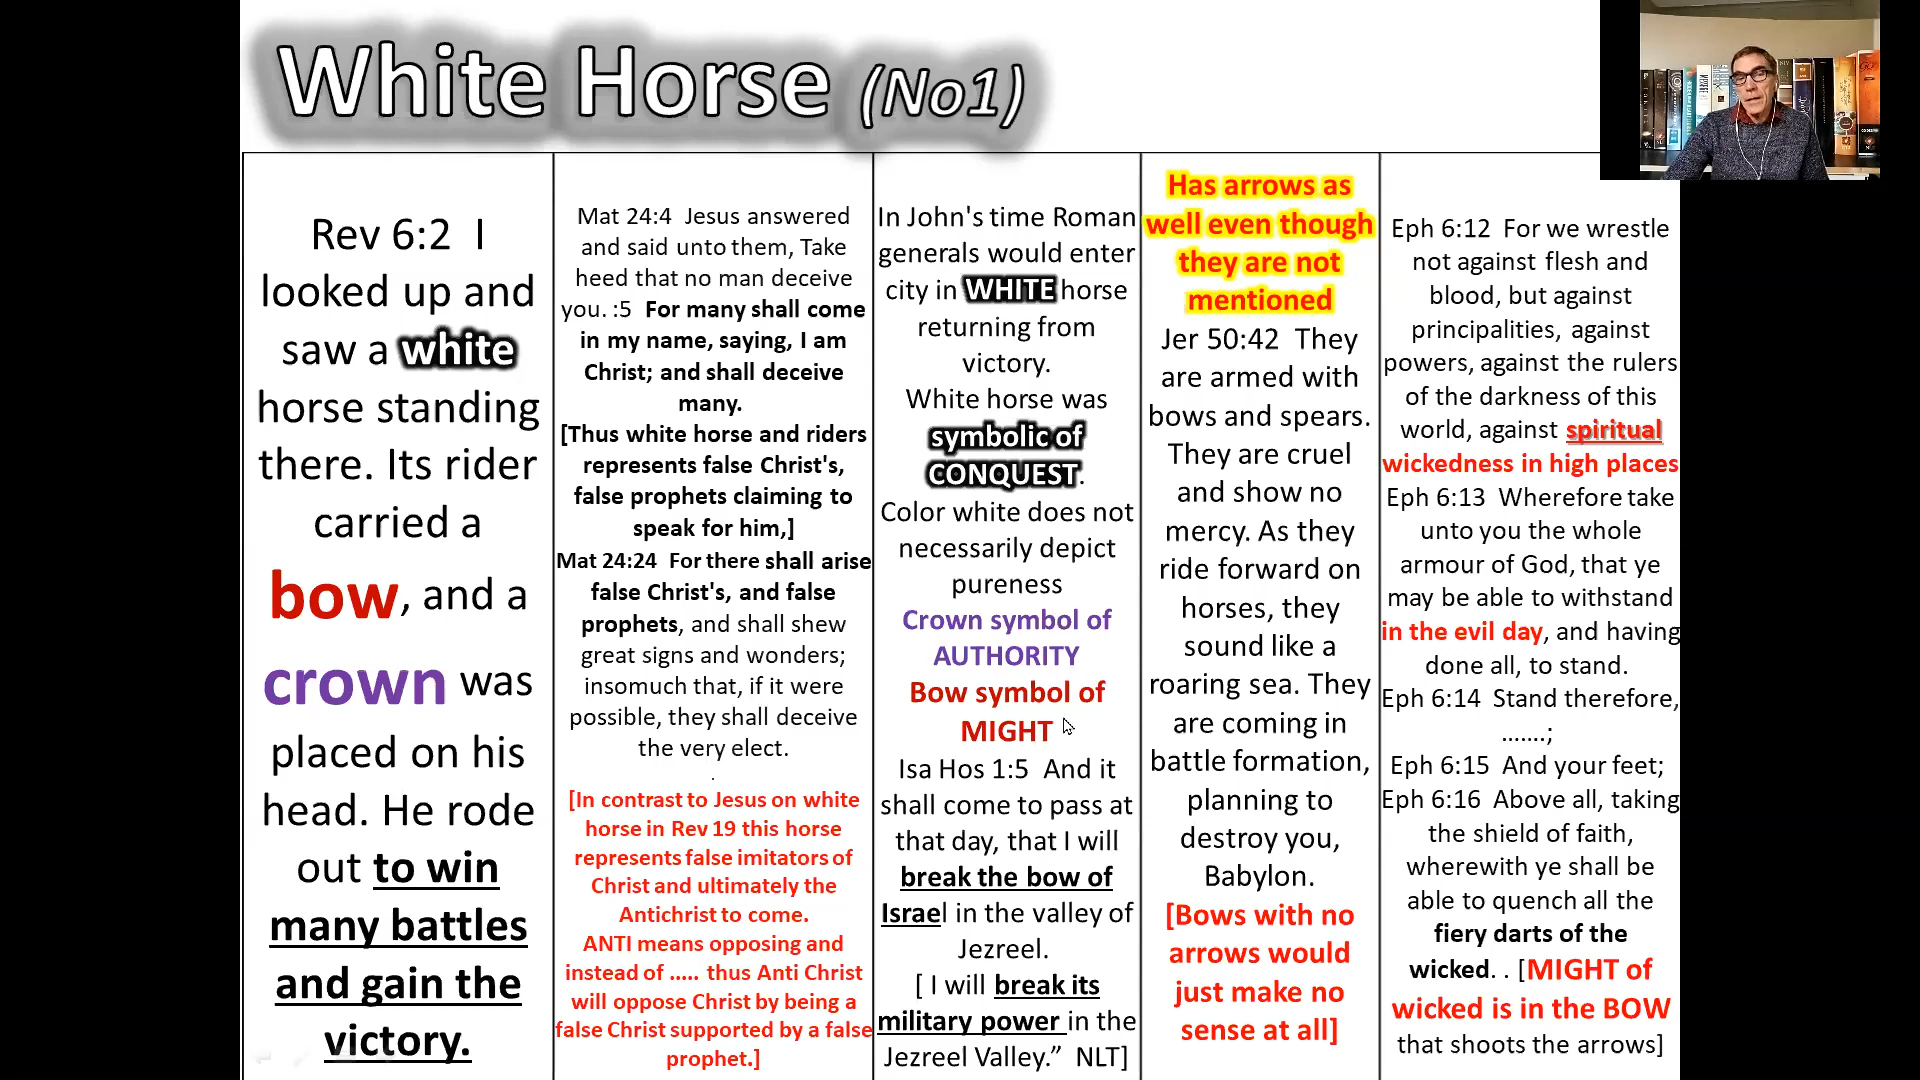 White Horse (No1)
Rev 6:2 I
looked up and
saw a white
horse standing
there. Its rider
carried a
bow, and a
crown was
placed on his
head. He rode
out to win
many battles
and gain the
victory.
Mat 24:4 Jesus answered
and said unto them, Take
heed that no man deceive
you. :5 For many shall come
in my name, saying, I am
Christ; and shall deceive
many.
[Thus white horse and riders
represents false Christ's,
false prophets claiming to
speak for him,]
Mat 24:24 For there shall arise
false Christ's, and false
prophets, and shall shew
great signs and wonders;
insomuch that, if it were
possible, they shall deceive
the very elect.
.
[In contrast to Jesus on white
horse in Rev 19 this horse
represents false imitators of
Christ and ultimately the
Antichrist to come.
ANTI means opposing and
instead of ..... thus Anti Christ
will oppose Christ by being a
false Christ supported by a false
prophet.]
In John's time Roman
generals would enter
city in WHITE horse
returning from
victory.
White horse was
symbolic of
CONQUEST.
Color white does not
necessarily depict
pureness
Crown symbol of
AUTHORITY
Bow symbol of
MIGHT
Isa Hos 1:5 And it
shall come to pass at
that day, that I will
break the bow of
Israel in the valley of
Jezreel.
[ I will break its
military power in the
Jezreel Valley.” NLT]
Has arrows as
well even though
they are not
mentioned
Jer 50:42 They
are armed with
bows and spears.
They are cruel
and show no
mercy. As they
ride forward on
horses, they
sound like a
roaring sea. They
are coming in
battle formation,
planning to
destroy you,
Babylon.
[Bows with no
arrows would
just make no
sense at all]
Eph 6:12 For we wrestle
not against flesh and
blood, but against
principalities, against
powers, against the rulers
of the darkness of this
world, against spiritual
wickedness in high places
Eph 6:13 Wherefore take
unto you the whole
armour of God, that ye
may be able to withstand
in the evil day, and having
done all, to stand.
Eph 6:14 Stand therefore,
.......;
Eph 6:15 And your feet;
Eph 6:16 Above all, taking
the shield of faith,
wherewith ye shall be
able to quench all the
fiery darts of the
wicked. . [MIGHT of
wicked is in the BOW
that shoots the arrows]